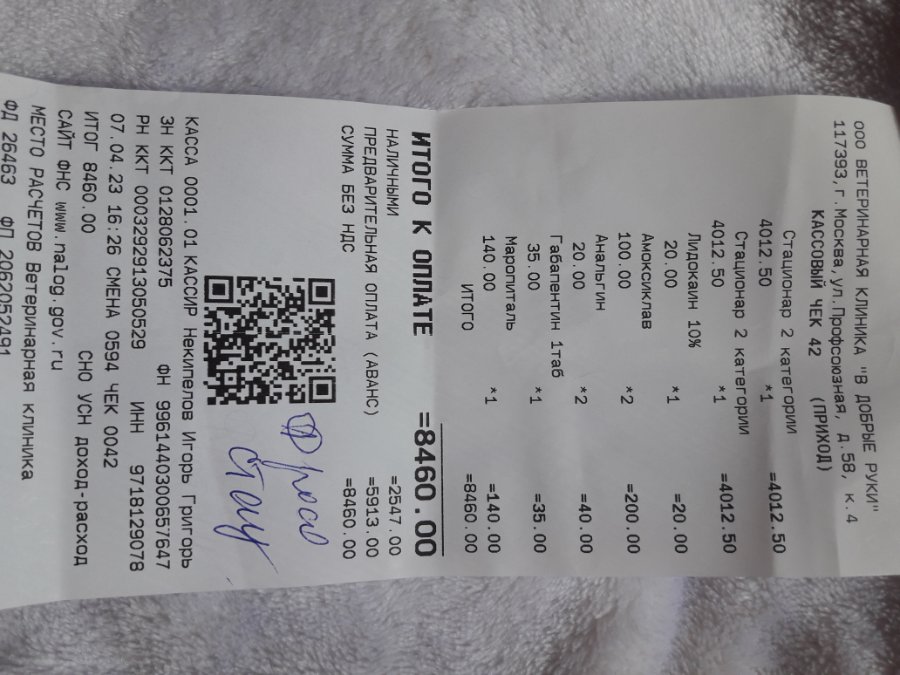 ООО ВЕТЕРИНАРНАЯ КЛИНИКА "В ДОБРЫЕ РУКИ"
117393,г.Москва,ул.Профсоюзная, д.58, к.4
КАССОВЫЙ ЧЕК 42 (ПРИХОД)
Стационар 2 категории
4012.50 *1 =4012.50
Стационар 2 категории
4012.50 *1 =4012.50
Лидокаин 10%
20.00 *1 =20.00
Амоксиклав
100.00 *2 =200.00
Анальгин
20.00 *2 =40.00
Габапентин 1таб
35.00 *1 =35.00
Маропиталь
140.00 *1 =140.00
ИТОГО =8460.00
ИТОГО К ОПЛАТЕ =8460.00
НАЛИЧНЫМИ =2547.00
ПРЕДВАРИТЕЛЬНАЯ ОПЛАТА (АВАНС) =5913.00
СУММА БЕЗ НДС =8460.00
стац
КАССА 0001.01 КАССИР Некипелов Игорь Григорь
ЗН ККТ 0128062375 ФН 9961440300657647
РН ККТ 0003292913050529 ИНН 9718129078
07.04.23 16:26 СМЕНА 0594 ЧЕК 0042
ИТОГ 8460.00 СНО УСН доход-расход
САЙТ ФНС www.nalog.gov.ru
МЕСТО РАСЧЕТОВ Ветеринарная клиника
ФД 26463 ФП 2062052491